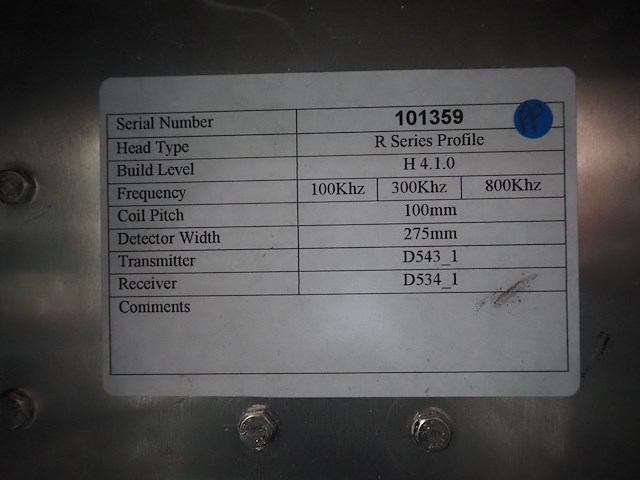 Serial Number 101359
Head Type R Series Profile
Build Level H 4.1.0
Frequency 100Khz 300Khz 800Khz
Coil Pitch 100mm
Detector Width 275mm
Transmitter D543_1
Receiver D534_1
Comments